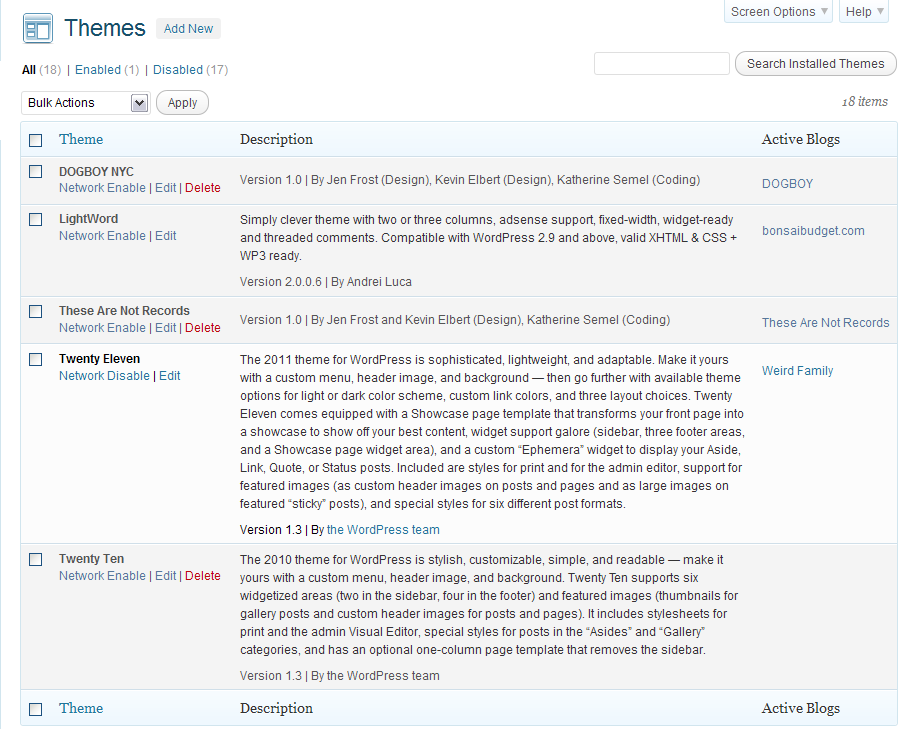 Screen Options Help
Themes Add New
All (18) | Enabled (1) | Disabled (17)
Search Installed Themes
Bulk Actions Apply
18 items
Theme Description Active Blogs
DOGBOY NYC
Network Enable | Edit | Delete
Version 1.0 | By Jen Frost (Design), Kevin Elbert (Design), Katherine Semel (Coding)
DOGBOY
LightWord
Network Enable | Edit
Simply clever theme with two or three columns, adsense support, fixed-width, widget-ready
and threaded comments. Compatible with WordPress 2.9 and above, valid XHTML & CSS +
WP3 ready.
Version 2.0.0.6 | By Andrei Luca
bonsaibudget.com
These Are Not Records
Network Enable | Edit | Delete
Version 1.0 | By Jen Frost and Kevin Elbert (Design), Katherine Semel (Coding)
These Are Not Records
Twenty Eleven
Network Disable | Edit
The 2011 theme for WordPress is sophisticated, lightweight, and adaptable. Make it yours
with a custom menu, header image, and background — then go further with available theme
options for light or dark color scheme, custom link colors, and three layout choices. Twenty
Eleven comes equipped with a Showcase page template that transforms your front page into
a showcase to show off your best content, widget support galore (sidebar, three footer areas,
and a Showcase page widget area), and a custom “Ephemera” widget to display your Aside,
Link, Quote, or Status posts. Included are styles for print and for the admin editor, support for
featured images (as custom header images on posts and pages and as large images on
featured “sticky” posts), and special styles for six different post formats.
Version 1.3 | By the WordPress team
Weird Family
Twenty Ten
Network Enable | Edit | Delete
The 2010 theme for WordPress is stylish, customizable, simple, and readable — make it
yours with a custom menu, header image, and background. Twenty Ten supports six
widgetized areas (two in the sidebar, four in the footer) and featured images (thumbnails for
gallery posts and custom header images for posts and pages). It includes stylesheets for
print and the admin Visual Editor, special styles for posts in the “Asides” and “Gallery”
categories, and has an optional one-column page template that removes the sidebar.
Version 1.3 | By the WordPress team
Theme Description Active Blogs